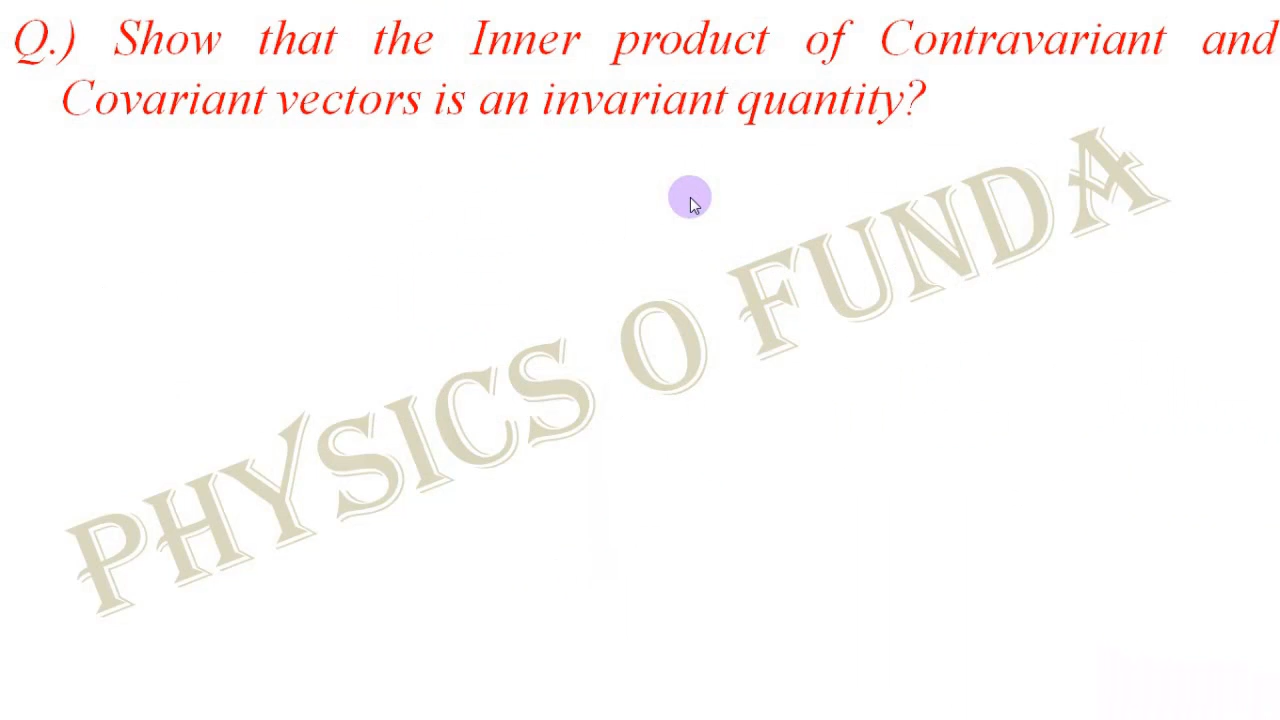 Q.) Show that the Inner product of Contravariant and
Covariant vectors is an invariant quantity?
PHYSICS O FUNDA